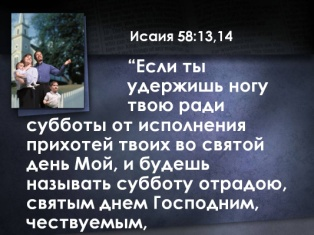 Исаия 58:13,14
“Если ты
удержишь ногу
твою ради
субботы от исполнения
прихотей твоих во святой
день Мой, и будешь
называть субботу отрадою,
святым днем Господним,
чествуемым,